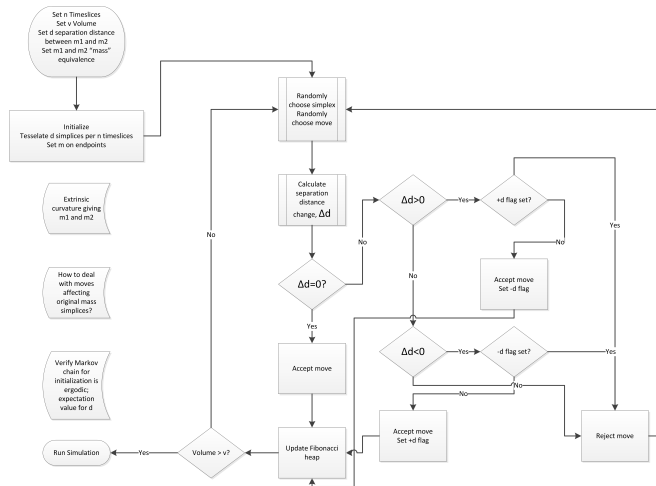 Set n Timeslices
Set v Volume
Set d separation distance
between m1 and m2
Set m1 and m2 "mass"
equivalence
Initialize
Tesselate d simplices per n timeslices
Set m on endpoints
Extrinsic
curvature giving
m1 and m2
How to deal
with moves
affecting
original mass
simplices?
Verify Markov
chain for
initialization is
ergodic;
expectation
value for d
Run Simulation
Yes
Volume > v?
No
Randomly
choose simplex
Randomly
choose move
Calculate
separation
distance
change, Δd
Δd=0?
No
Yes
Accept move
Update Fibonacci
heap
Δd>0
Yes
+d flag set?
Yes
No
Accept move
Set -d flag
No
Δd<0
Yes
-d flag set?
Yes
No
No
Accept move
Set +d flag
Reject move